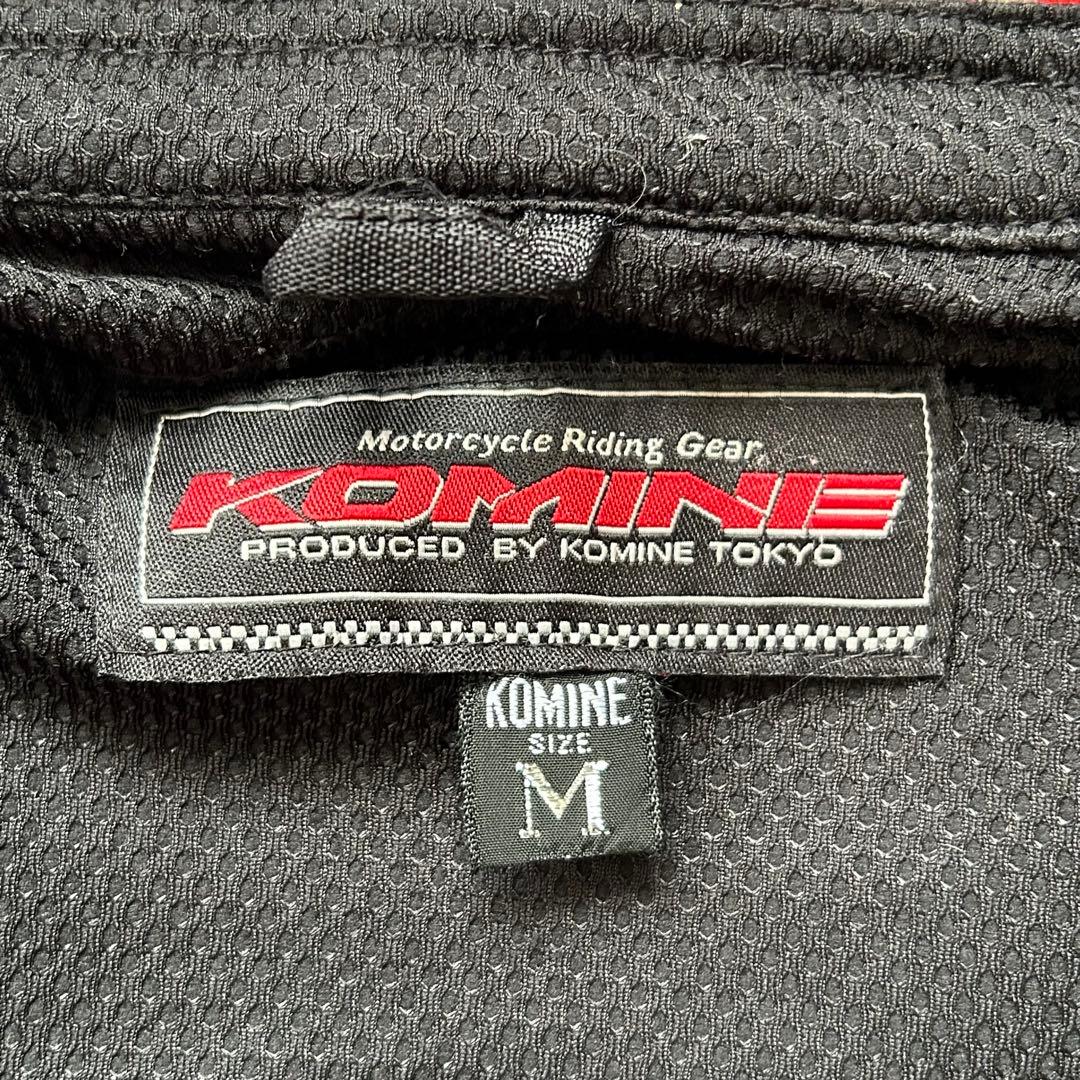 Motorcycle Riding Gear
KOMINE
PRODUCED BY KOMINE TOKYO
KOMINE
SIZE
M